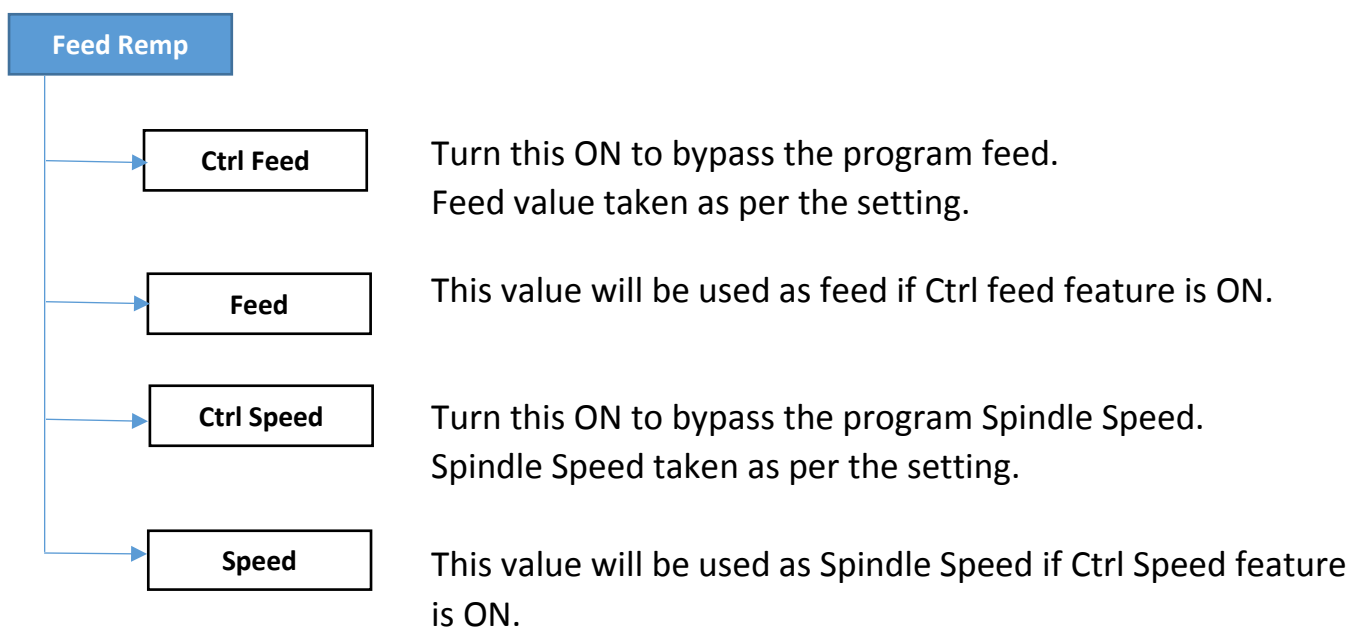 Feed Remp
Ctrl Feed
Turn this ON to bypass the program feed.
Feed value taken as per the setting.
Feed
This value will be used as feed if Ctrl feed feature is ON.
Ctrl Speed
Turn this ON to bypass the program Spindle Speed.
Spindle Speed taken as per the setting.
Speed
This value will be used as Spindle Speed if Ctrl Speed feature
is ON.